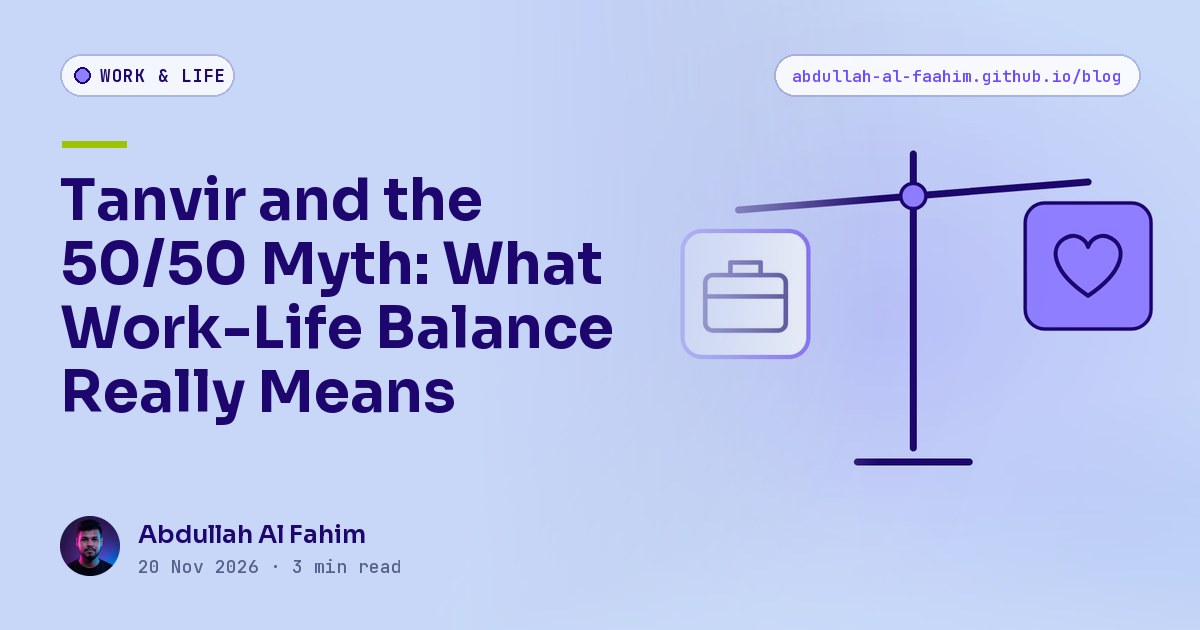 WORK & LIFE
abdullah-al-faahim.github.io/blog
Tanvir and the
50/50 Myth: What
Work-Life Balance
Really Means
Abdullah Al Fahim
20 Nov 2026 · 3 min read